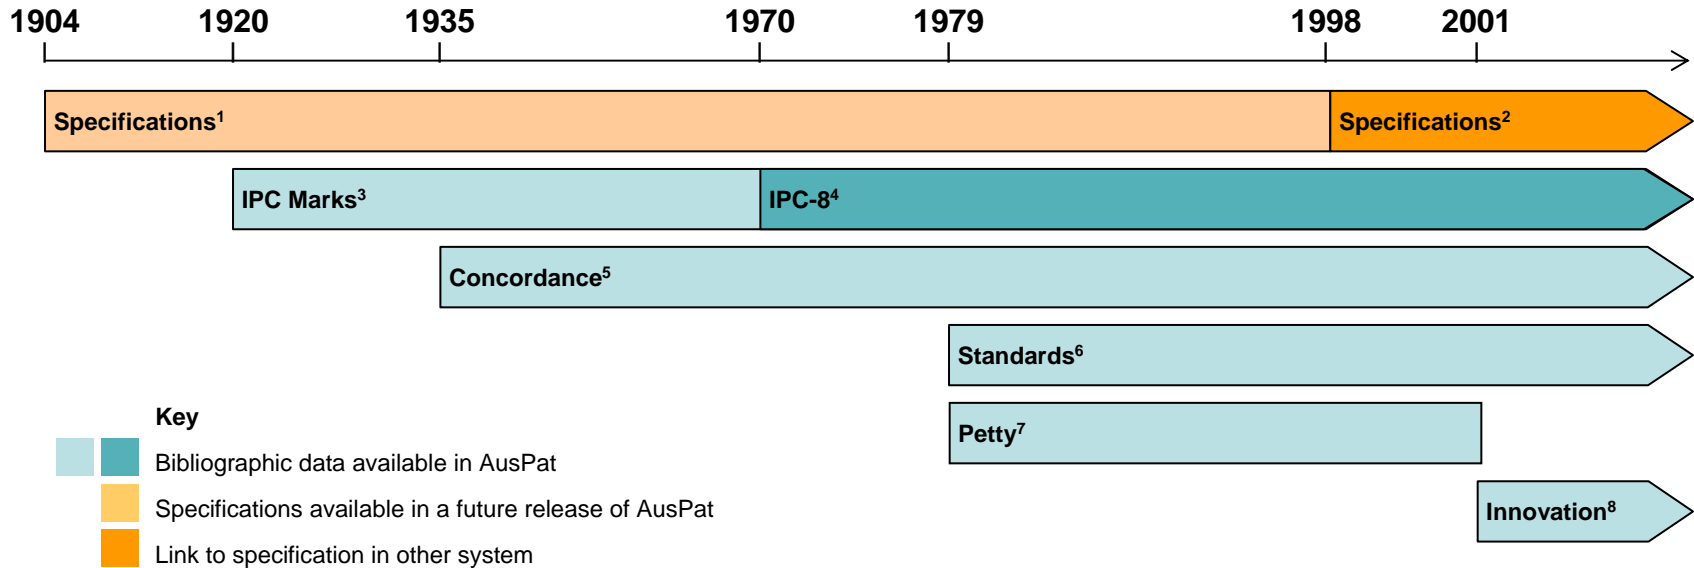 1904 1920 1935 1970 1979 1998 2001
Specifications¹ Specifications²
IPC Marks³ IPC-8⁴
Concordance⁵
Standards⁶
Petty⁷
Innovation⁸
Key
Bibliographic data available in AusPat
Specifications available in a future release of AusPat
Link to specification in other system